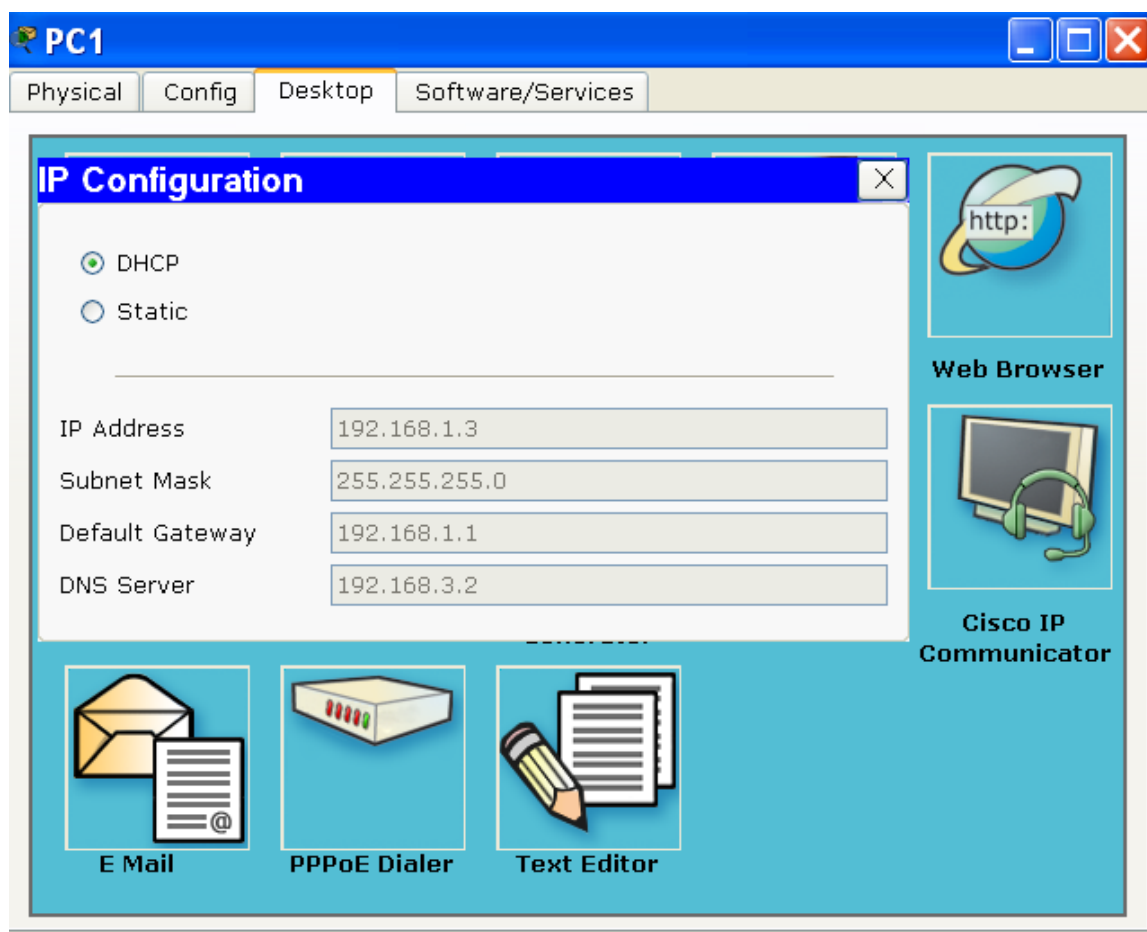 PC1
Physical
Config
Desktop
Software/Services
IP Configuration
DHCP
Static
IP Address
192.168.1.3
Subnet Mask
255.255.255.0
Default Gateway
192.168.1.1
DNS Server
192.168.3.2
http:
Web Browser
Cisco IP
Communicator
@
E Mail
PPPoE Dialer
Text Editor